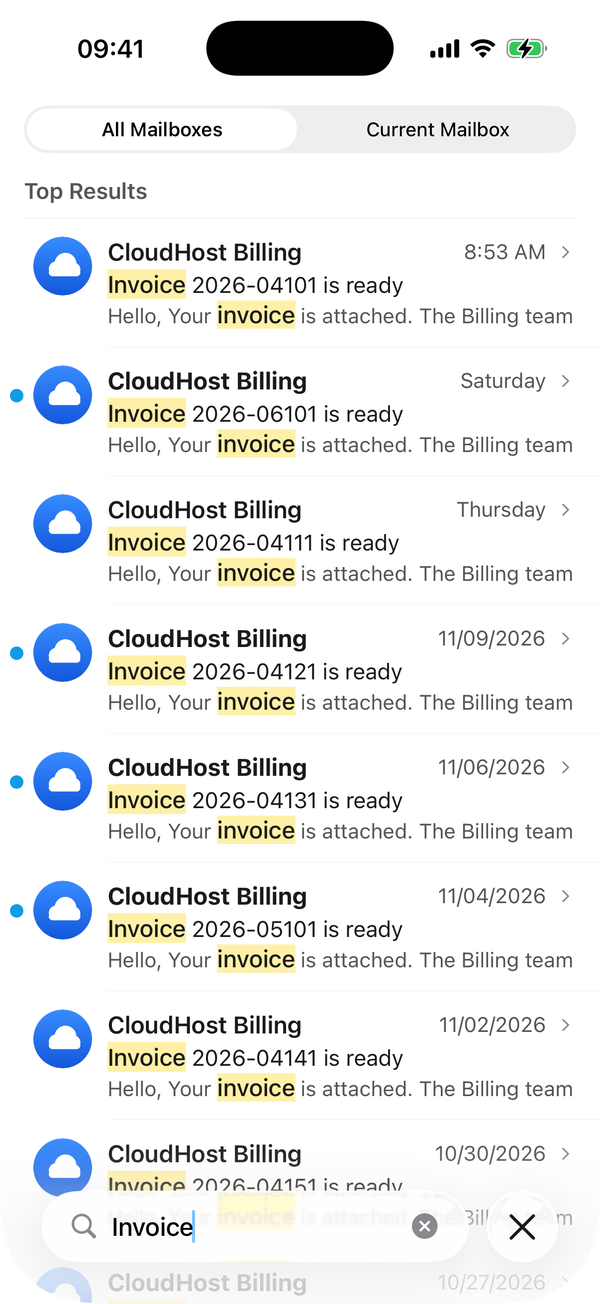 09:41
All Mailboxes
Current Mailbox
Top Results
CloudHost Billing 8:53 AM
Invoice 2026-04101 is ready
Hello, Your invoice is attached. The Billing team
CloudHost Billing Saturday
Invoice 2026-06101 is ready
Hello, Your invoice is attached. The Billing team
CloudHost Billing Thursday
Invoice 2026-04111 is ready
Hello, Your invoice is attached. The Billing team
CloudHost Billing 11/09/2026
Invoice 2026-04121 is ready
Hello, Your invoice is attached. The Billing team
CloudHost Billing 11/06/2026
Invoice 2026-04131 is ready
Hello, Your invoice is attached. The Billing team
CloudHost Billing 11/04/2026
Invoice 2026-05101 is ready
Hello, Your invoice is attached. The Billing team
CloudHost Billing 11/02/2026
Invoice 2026-04141 is ready
Hello, Your invoice is attached. The Billing team
CloudHost Billing 10/30/2026
Invoice 2026-04151 is ready
Invoice
CloudHost Billing 10/27/2026